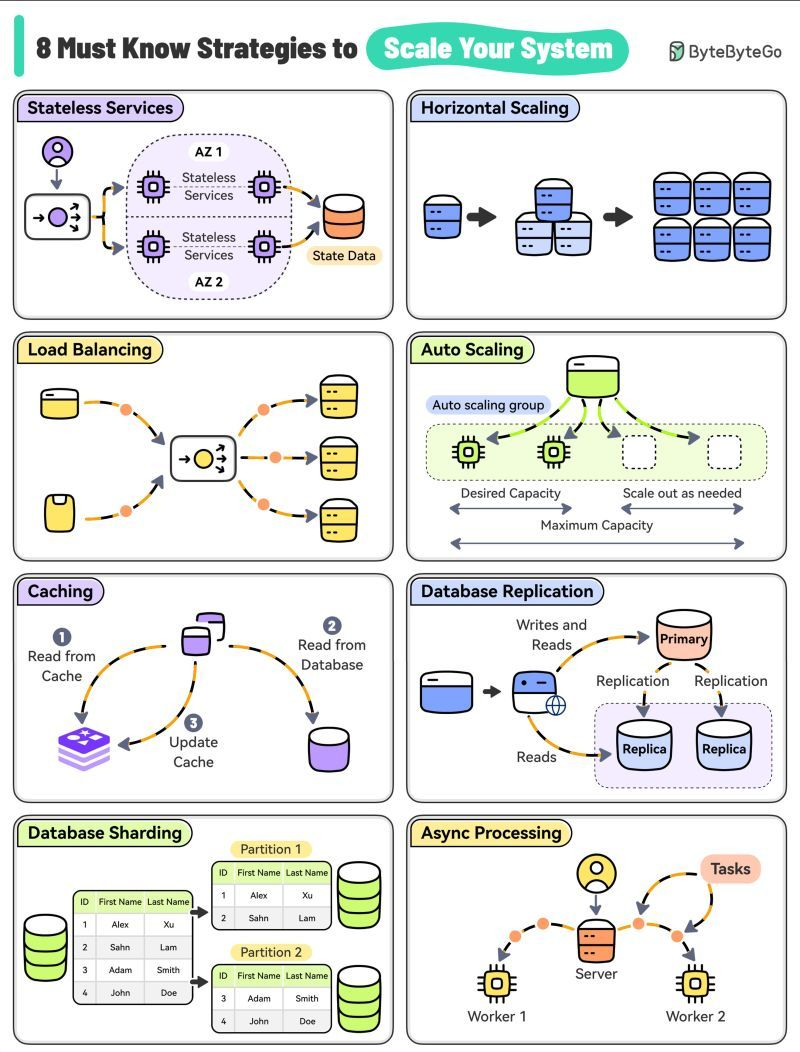 8 Must Know Strategies to Scale Your System
ByteByteGo
Stateless Services
AZ 1
Stateless
Services
Stateless
Services
AZ 2
State Data
Horizontal Scaling
Load Balancing
Auto Scaling
Auto scaling group
Desired Capacity
Scale out as needed
Maximum Capacity
Caching
1
Read from
Cache
2
Read from
Database
3
Update
Cache
Database Replication
Writes and
Reads
Primary
Replication
Replication
Replica
Replica
Reads
Database Sharding
ID First Name Last Name
1 Alex Xu
2 Sahn Lam
3 Adam Smith
4 John Doe
Partition 1
ID First Name Last Name
1 Alex Xu
2 Sahn Lam
Partition 2
ID First Name Last Name
3 Adam Smith
4 John Doe
Async Processing
Tasks
Server
Worker 1
Worker 2